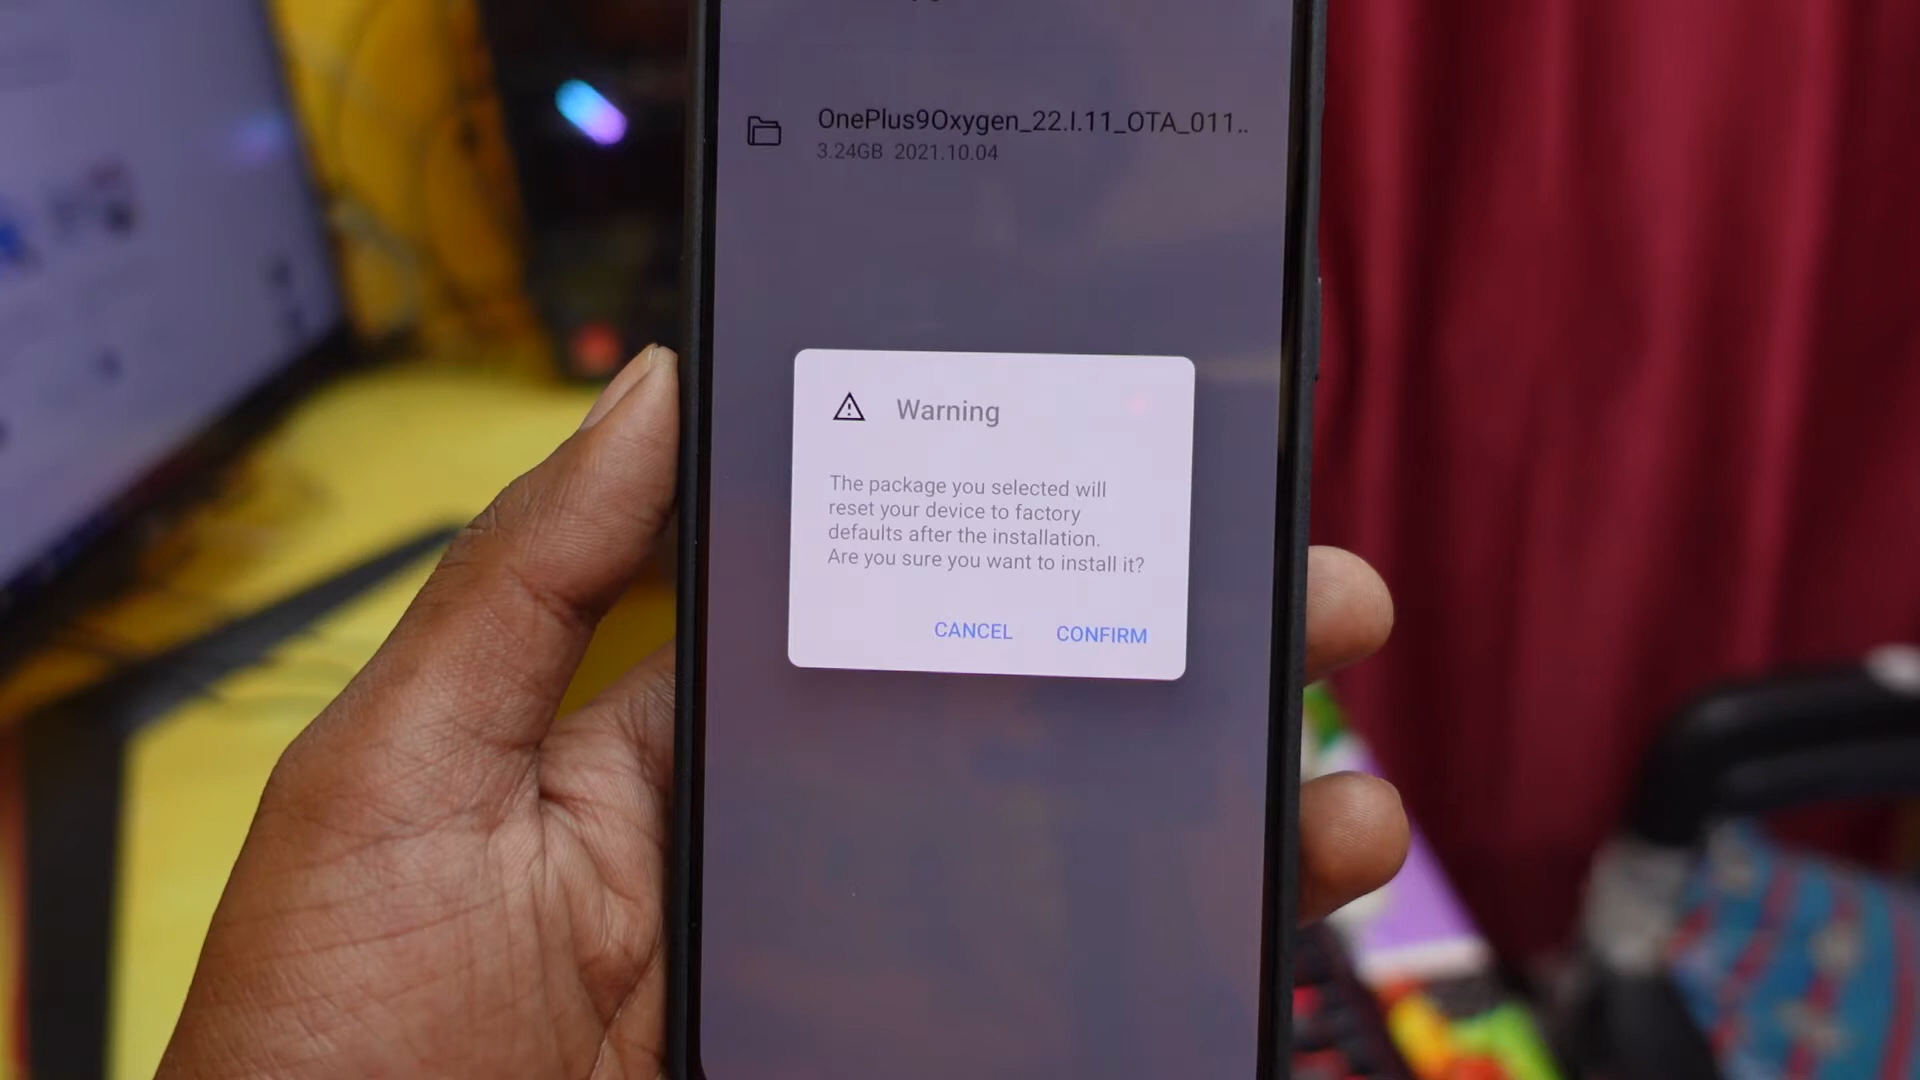 OnePlus9Oxygen_22.I.11_OTA_011..
3.24GB 2021.10.04
Warning
The package you selected will
reset your device to factory
defaults after the installation.
Are you sure you want to install it?
CANCEL CONFIRM